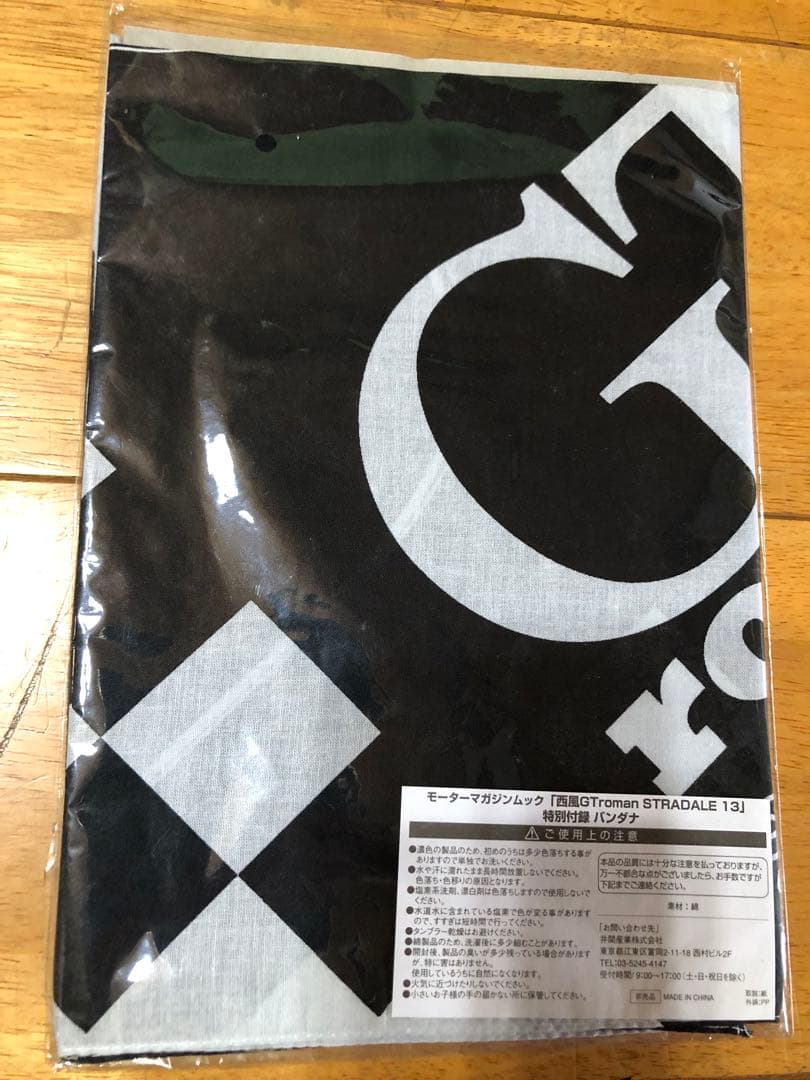 G
ro
モーターマガジンムック「西風GTroman STRADALE 13」
特別付録 バンダナ
⚠ご使用上の注意
●濃色の製品のため、初めのうちは多少色落ちする事が
ありますので単独でお洗いください。
●水や汗に濡れたまま長時間放置しないでください。
色落ち・色移りの原因となります。
●塩素系洗剤、漂白剤は色落ちしますので使用しないで
ください。
●水道水に含まれている塩素で色が変る事があります
ので、すすぎは短時間で行ってください。
●タンブラー乾燥はお避けください。
●綿製品のため、洗濯後に多少縮むことがあります。
●開封後、製品の臭いが多少残っている場合があります
が、特に害はありません。
使用しているうちに自然になくなります。
●火気に近づけたりしないでください。
●小さいお子様の手の届かない所に保管してください。
本品の品質には十分な注意を払っておりますが、
万一不都合な点がございましたら、お手数ですが
下記までご連絡ください。
素材:綿
「お問い合わせ先」
井関産業株式会社
東京都江東区富岡2-11-18 西村ビル2F
TEL:03-5245-4147
受付時間/9:00~17:00(土・日・祝日を除く)
非売品 MADE IN CHINA
取説:紙
外袋:PP